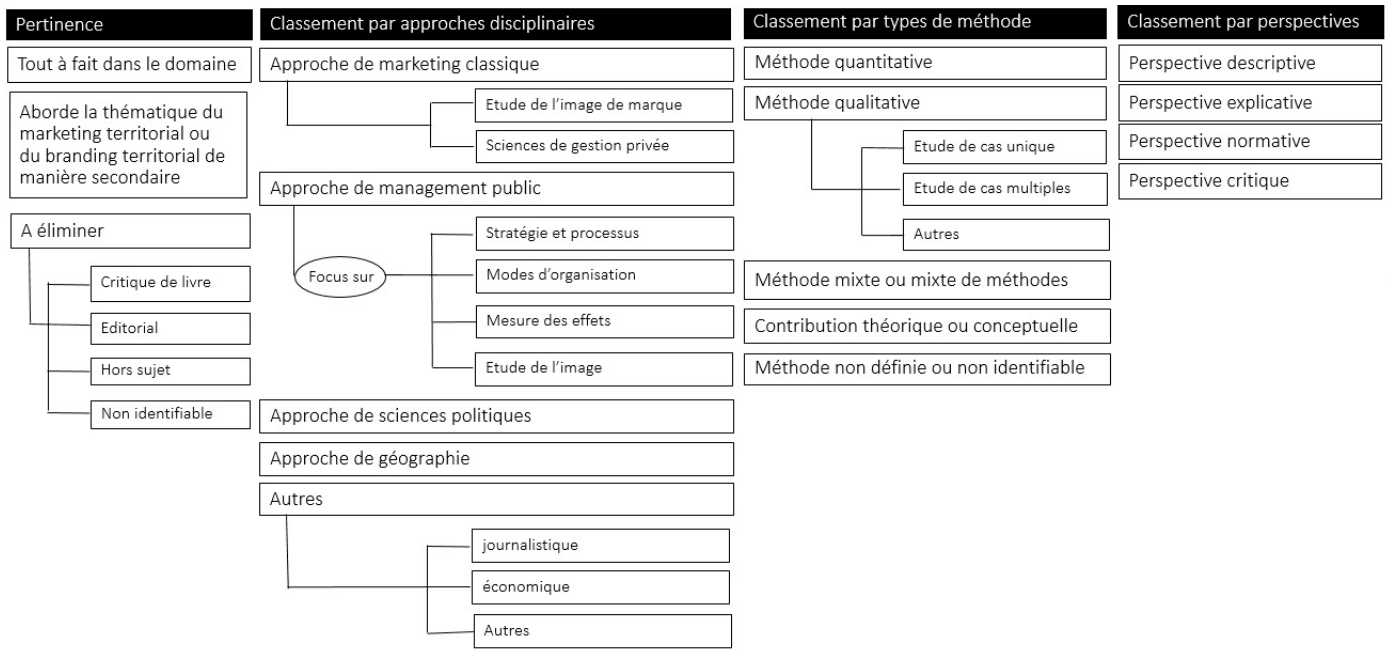 Pertinence
Tout à fait dans le domaine
Aborde la thématique du
marketing territorial ou
du branding territorial de
manière secondaire
A éliminer
Critique de livre
Editorial
Hors sujet
Non identifiable
Classement par approches disciplinaires
Approche de marketing classique
Etude de l'image de marque
Sciences de gestion privée
Approche de management public
Focus sur
Stratégie et processus
Modes d'organisation
Mesure des effets
Etude de l'image
Approche de sciences politiques
Approche de géographie
Autres
journalistique
économique
Autres
Classement par types de méthode
Méthode quantitative
Méthode qualitative
Etude de cas unique
Etude de cas multiples
Autres
Méthode mixte ou mixte de méthodes
Contribution théorique ou conceptuelle
Méthode non définie ou non identifiable
Classement par perspectives
Perspective descriptive
Perspective explicative
Perspective normative
Perspective critique